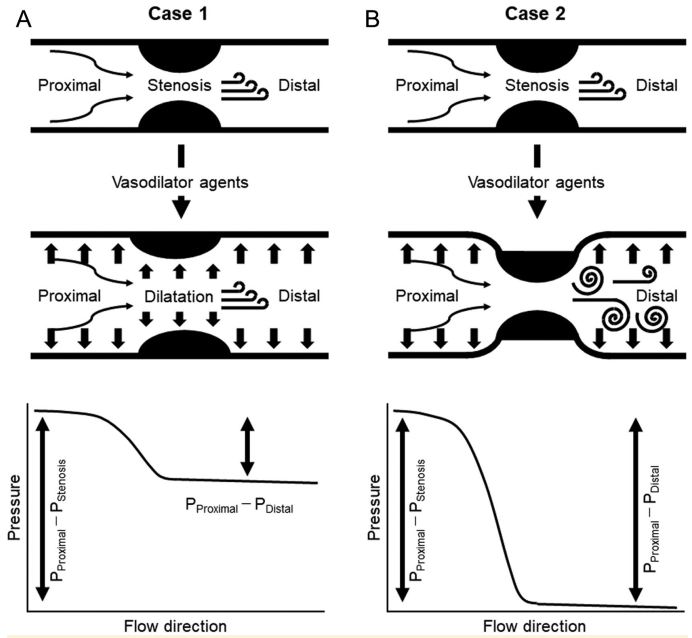 A
Case 1
Proximal
Stenosis
Distal
Vasodilator agents
Proximal
Dilatation
Distal
Pressure
PProximal – PStenosis
PProximal – PDistal
Flow direction
B
Case 2
Proximal
Stenosis
Distal
Vasodilator agents
Proximal
Distal
Pressure
PProximal – PStenosis
PProximal – PDistal
Flow direction